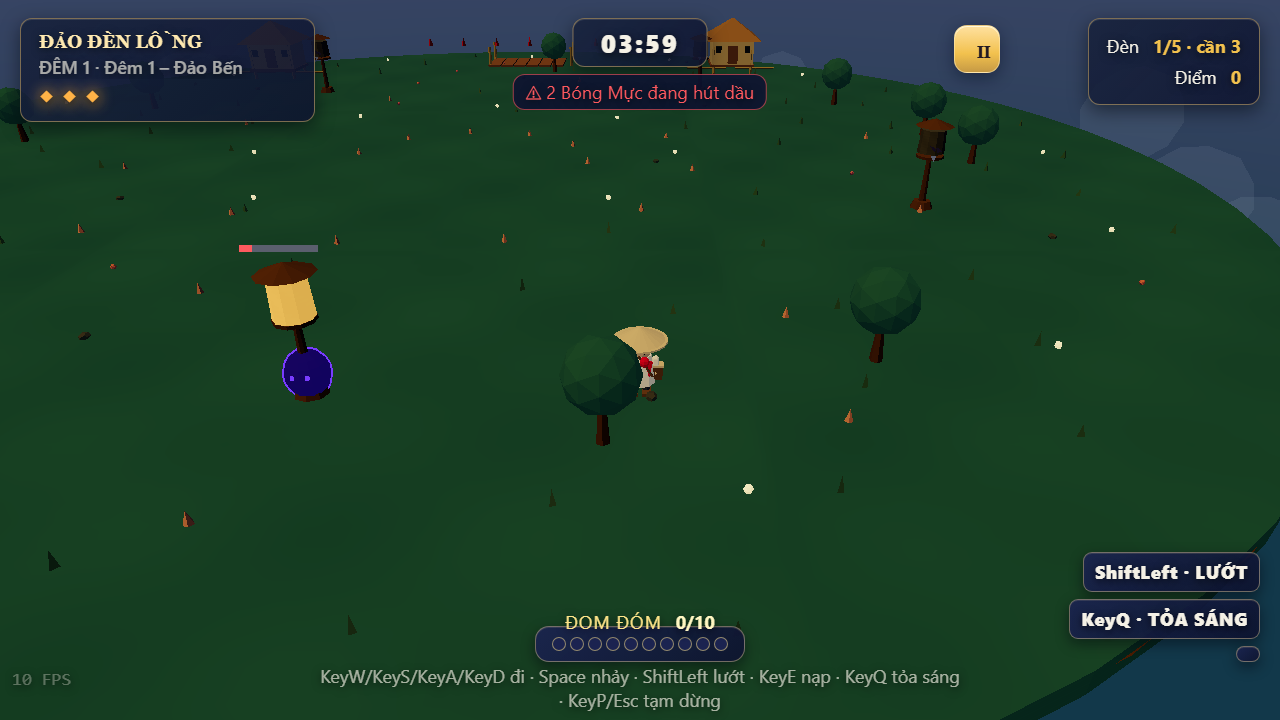 ĐẢO ĐÈN LỒNG
ĐÊM 1 · Đêm 1 – Đảo Bến
03:59
⚠ 2 Bóng Mực đang hút dầu
II
Đèn 1/5 · cần 3
Điểm 0
ShiftLeft · LƯỚT
KeyQ · TỎA SÁNG
ĐOM ĐÓM 0/10
KeyW/KeyS/KeyA/KeyD đi · Space nhảy · ShiftLeft lướt · KeyE nạp · KeyQ tỏa sáng
· KeyP/Esc tạm dừng
10 FPS